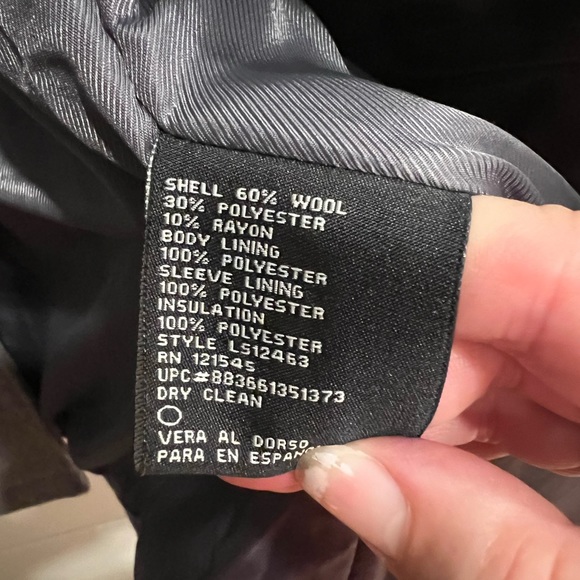 SHELL 60% WOOL
30% POLYESTER
10% RAYON
BODY LINING
100% POLYESTER
SLEEVE LINING
100% POLYESTER
INSULATION
100% POLYESTER
STYLE LS12463
RN 121545
UPC#883661351373
DRY CLEAN
VERA AL DORSO
PARA EN